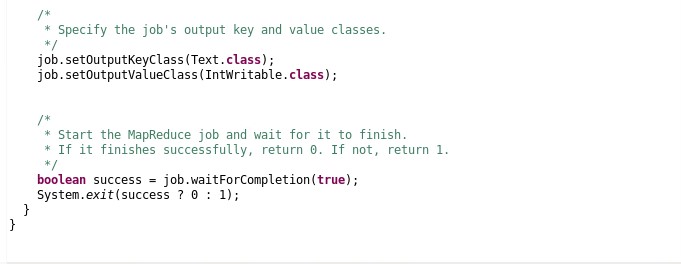 /*
 * Specify the job's output key and value classes.
 */
job.setOutputKeyClass(Text.class);
job.setOutputValueClass(IntWritable.class);
/*
 * Start the MapReduce job and wait for it to finish.
 * If it finishes successfully, return 0. If not, return 1.
 */
boolean success = job.waitForCompletion(true);
System.exit(success ? 0 : 1);
}
}